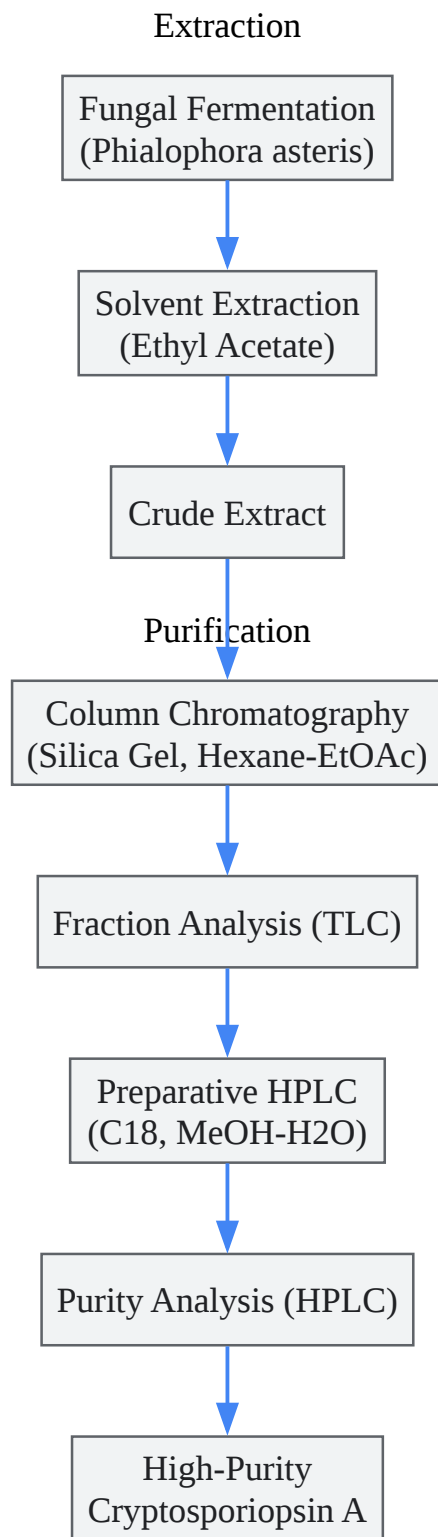 Extraction
Fungal Fermentation
(Phialophora asteris)
Solvent Extraction
(Ethyl Acetate)
Crude Extract
Purification
Column Chromatography
(Silica Gel, Hexane-EtOAc)
Fraction Analysis (TLC)
Preparative HPLC
(C18, MeOH-H2O)
Purity Analysis (HPLC)
High-Purity
Cryptosporiopsin A